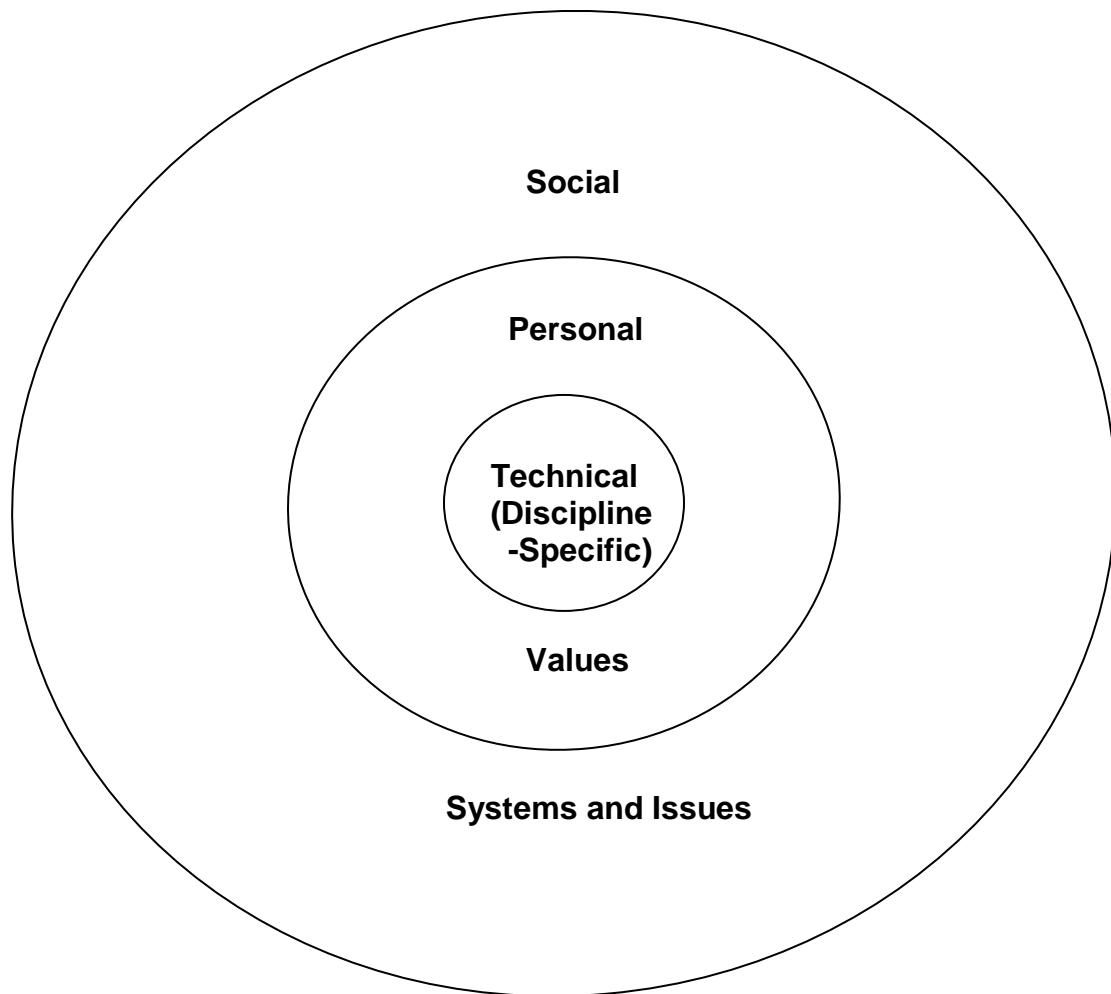 Social
Personal
Technical
(Discipline
-Specific)
Values
Systems and Issues